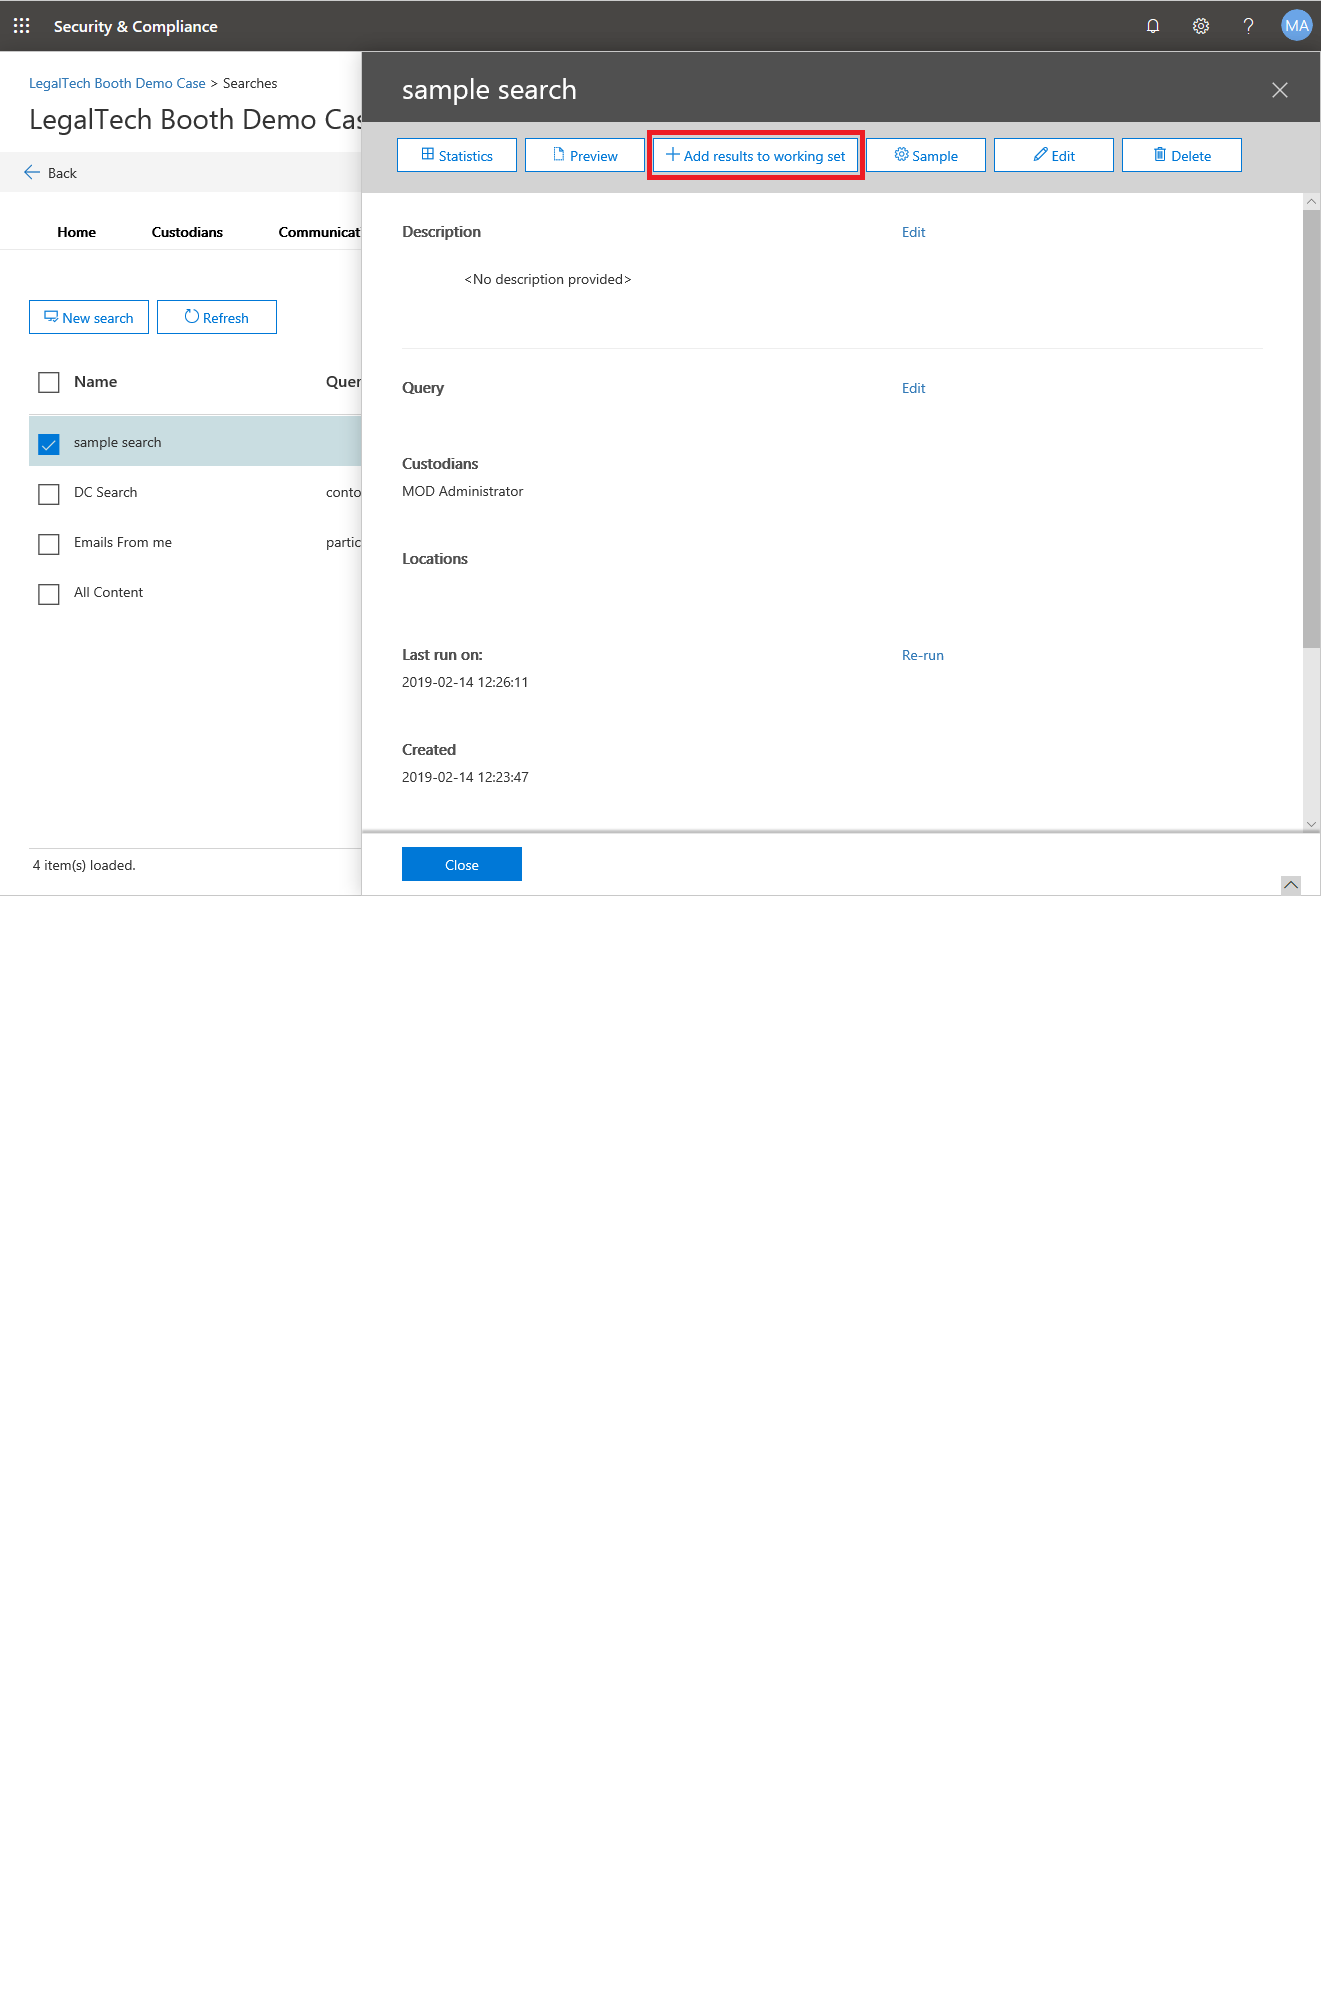 Security & Compliance
MA
LegalTech Booth Demo Case > Searches
LegalTech Booth Demo Cas
Back
Home Custodians Communicat
New search Refresh
Name Quer
sample search
DC Search conto
Emails From me partic
All Content
4 item(s) loaded.
sample search
Statistics Preview Add results to working set Sample Edit Delete
Description Edit
<No description provided>
Query Edit
Custodians
MOD Administrator
Locations
Last run on: Re-run
2019-02-14 12:26:11
Created
2019-02-14 12:23:47
Close